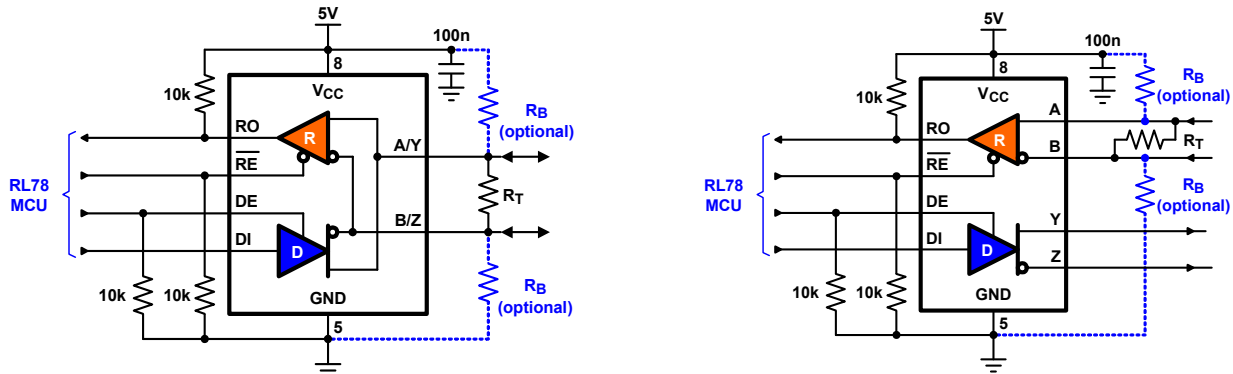 5V
100n
8
VCC
10k
RB
(optional)
RO
R
A/Y
RE
RL78
MCU
RT
DE
B/Z
DI
D
10k
10k
GND
RB
(optional)
5
5V
100n
8
VCC
10k
A
RB
(optional)
RO
R
RT
B
RE
RL78
MCU
RB
(optional)
DE
Y
DI
D
Z
10k
10k
GND
5